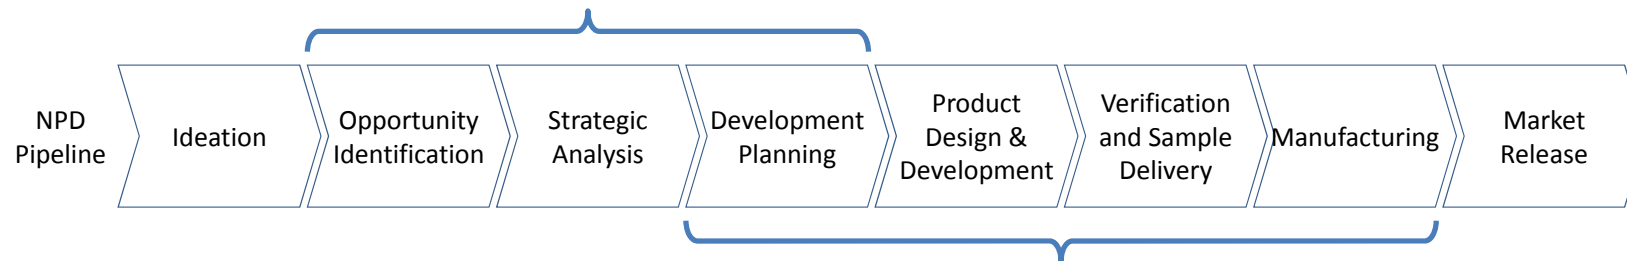 NPD
Pipeline
Ideation
Opportunity
Identification
Strategic
Analysis
Development
Planning
Product
Design &
Development
Verification
and Sample
Delivery
Manufacturing
Market
Release